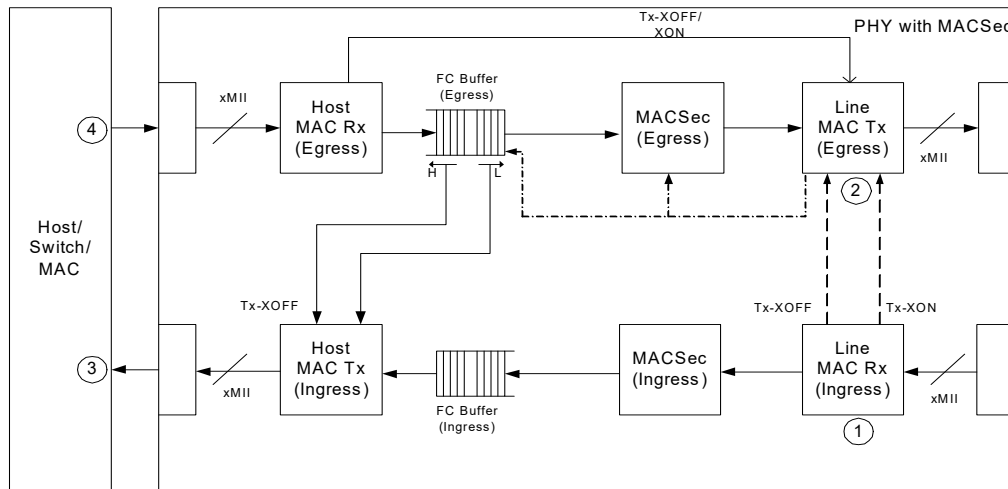 Tx-XOFF/
XON
PHY with MACSec
FC Buffer
(Egress)
xMII
Host
MAC Rx
(Egress)
MACSec
(Egress)
Line
MAC Tx
(Egress)
xMII
4
H
L
2
Host/
Switch/
MAC
Tx-XOFF
Tx-XOFF
Tx-XON
3
xMII
Host
MAC Tx
(Ingress)
FC Buffer
(Ingress)
MACSec
(Ingress)
Line
MAC Rx
(Ingress)
xMII
1